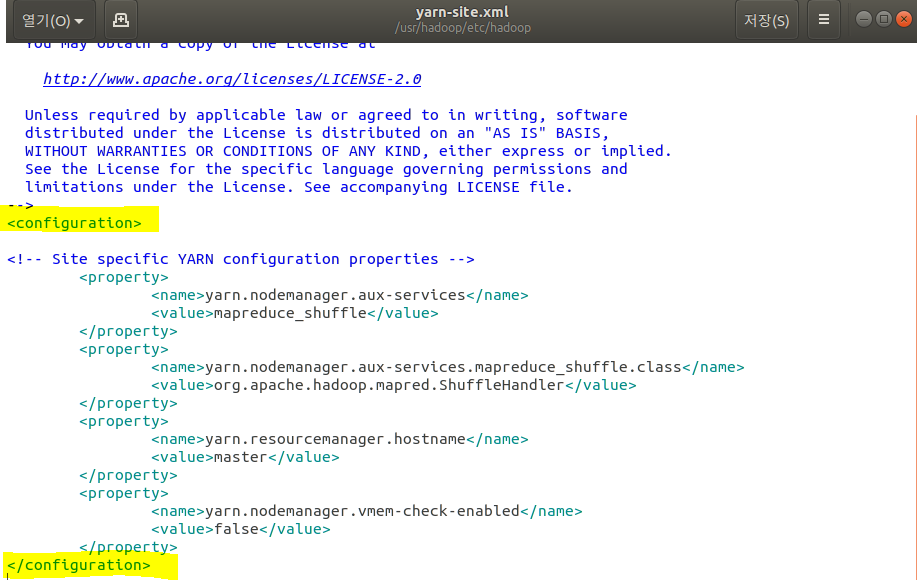 열기(O)
yarn-site.xml
/usr/hadoop/etc/hadoop
저장(S)
You may obtain a copy of the License at
http://www.apache.org/licenses/LICENSE-2.0
Unless required by applicable law or agreed to in writing, software
distributed under the License is distributed on an "AS IS" BASIS,
WITHOUT WARRANTIES OR CONDITIONS OF ANY KIND, either express or implied.
See the License for the specific language governing permissions and
limitations under the License. See accompanying LICENSE file.
-->
<configuration>
<!-- Site specific YARN configuration properties -->
<property>
<name>yarn.nodemanager.aux-services</name>
<value>mapreduce_shuffle</value>
</property>
<property>
<name>yarn.nodemanager.aux-services.mapreduce_shuffle.class</name>
<value>org.apache.hadoop.mapred.ShuffleHandler</value>
</property>
<property>
<name>yarn.resourcemanager.hostname</name>
<value>master</value>
</property>
<property>
<name>yarn.nodemanager.vmem-check-enabled</name>
<value>false</value>
</property>
</configuration>